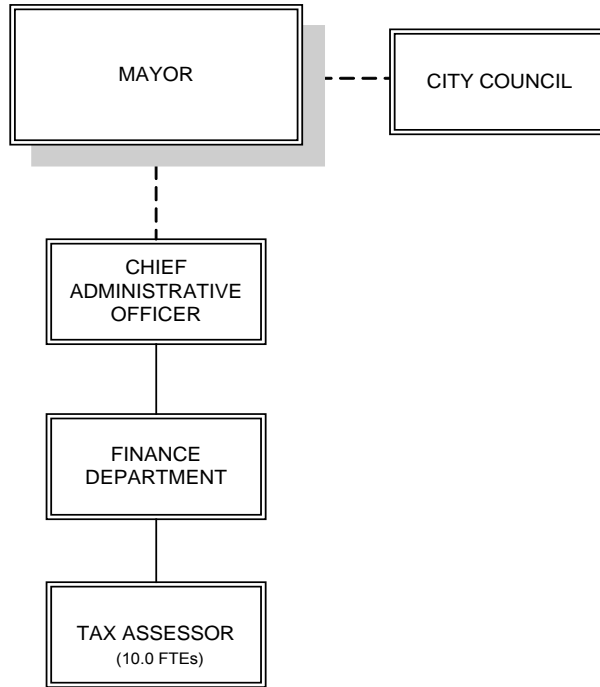 MAYOR
CITY COUNCIL
CHIEF
ADMINISTRATIVE
OFFICER
FINANCE
DEPARTMENT
TAX ASSESSOR
(10.0 FTEs)